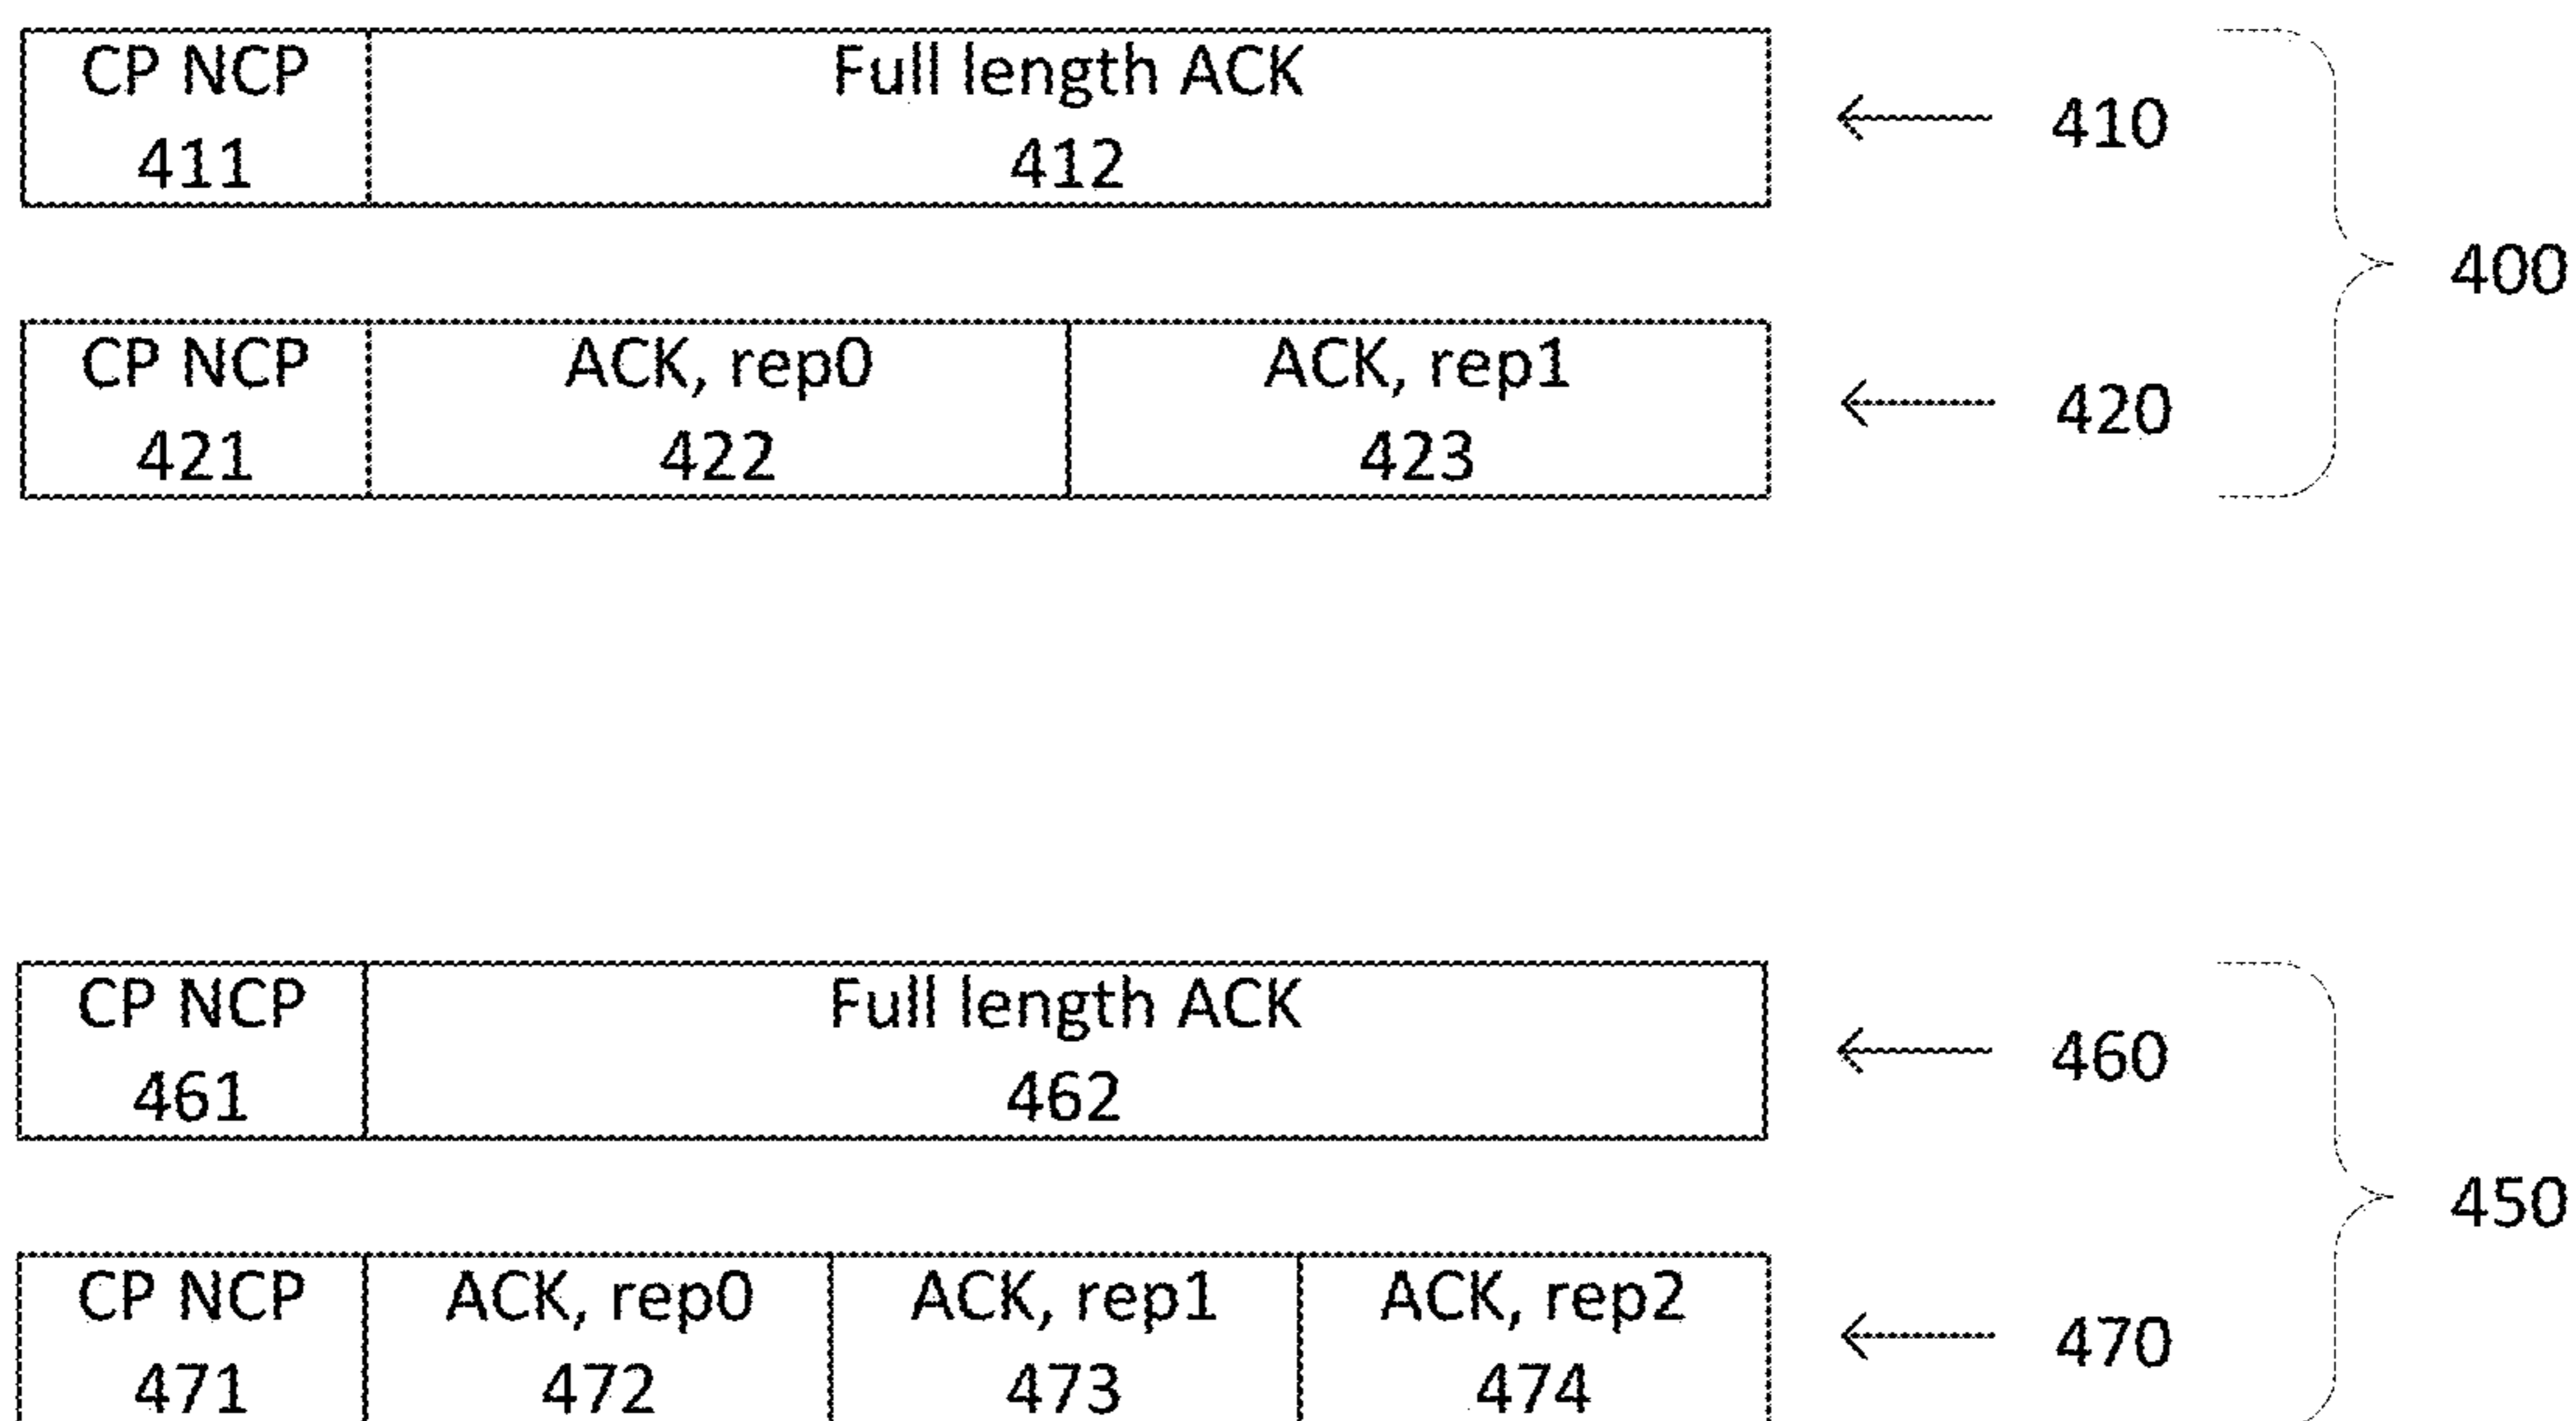 CP NCP Full length ACK
411 412
410
400
CP NCP ACK, rep0 ACK, rep1
421 422 423
420
CP NCP Full length ACK
461 462
460
450
CP NCP ACK, rep0 ACK, rep1 ACK, rep2
471 472 473 474
470